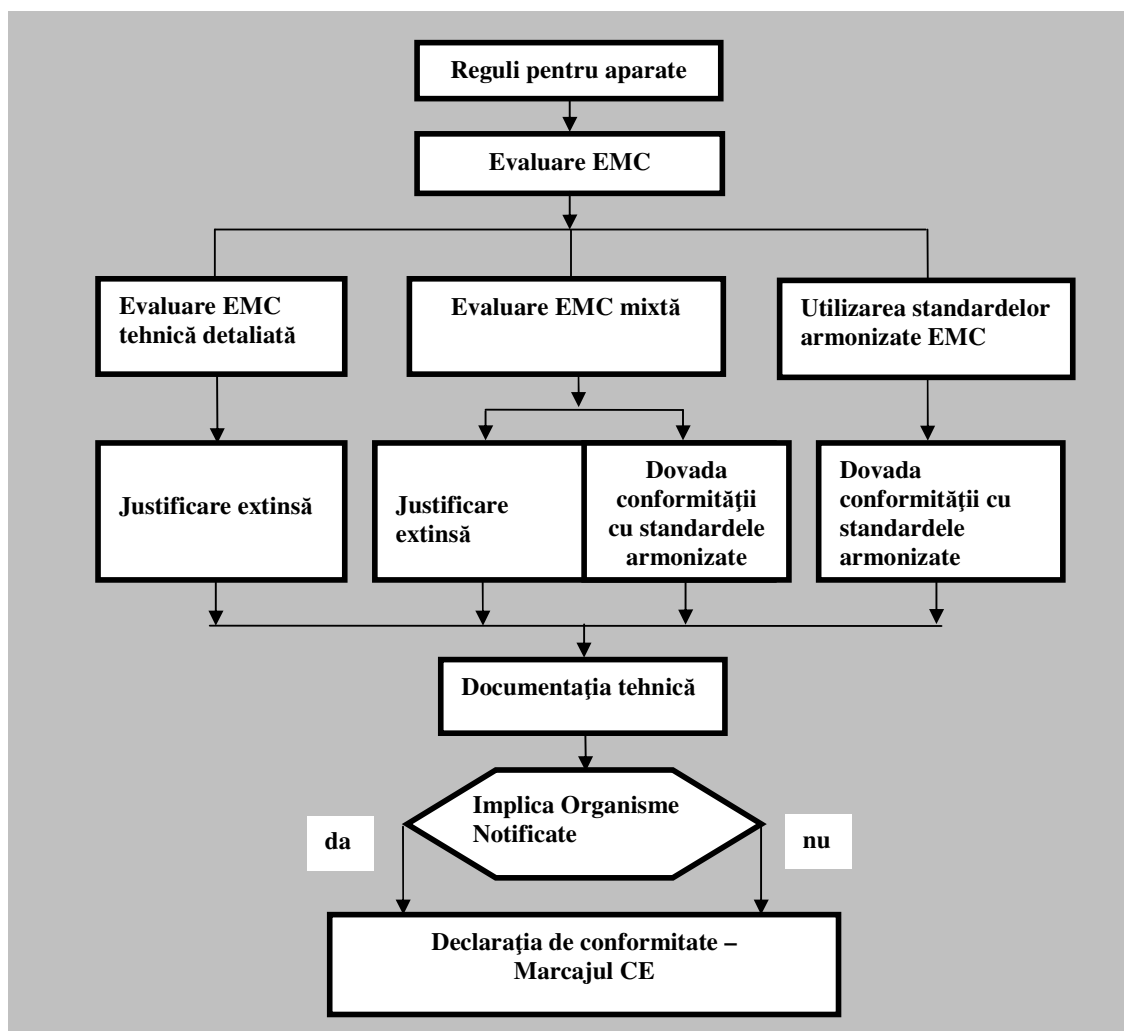 Reguli pentru aparate
Evaluare EMC
Evaluare EMC
tehnică detaliată
Evaluare EMC mixtă
Utilizarea standardelor
armonizate EMC
Justificare extinsă
Justificare
extinsă
Dovada
conformităţii
cu standardele
armonizate
Dovada
conformităţii cu
standardele
armonizate
Documentaţia tehnică
Implica Organisme
Notificate
da
nu
Declaraţia de conformitate –
Marcajul CE